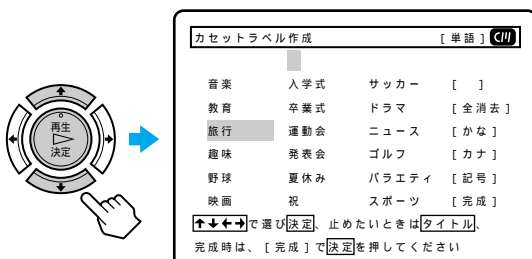 カセットラベル作成 [単語] CM
音楽 入学式 サッカー [ ]
教育 卒業式 ドラマ [全消去]
旅行 運動会 ニュース [かな]
趣味 発表会 ゴルフ [カナ]
野球 夏休み バラエティ [記号]
映画 祝 スポーツ [完成]
↑↓←→で選び決定、止めたいときはタイトル、
完成時は、[完成]で決定を押してください
再生
決定